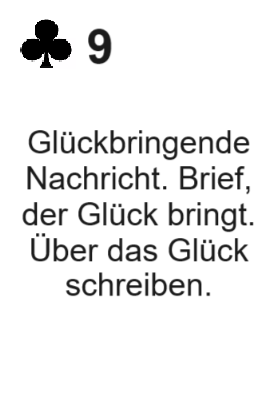 ♣ 9
Glückbringende
Nachricht. Brief,
der Glück bringt.
Über das Glück
schreiben.